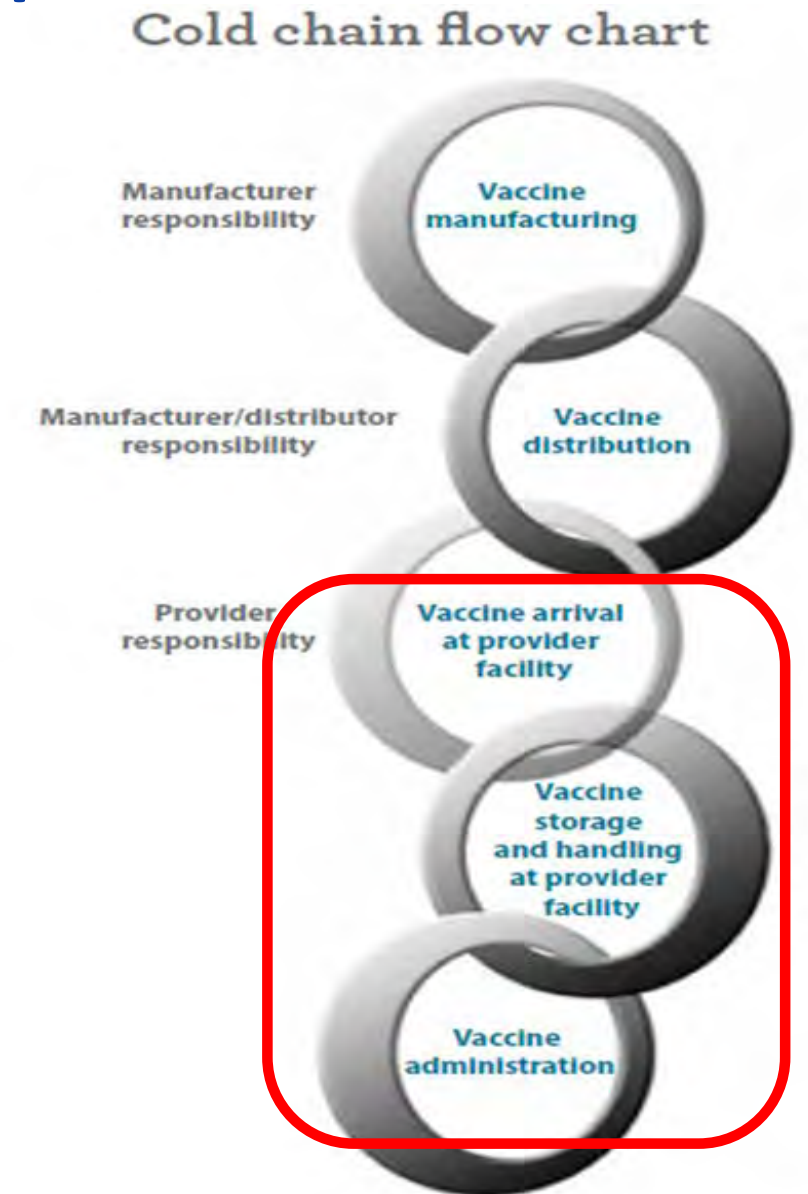 Cold chain flow chart
Manufacturer
responsibility
Vaccine
manufacturing
Manufacturer/distributor
responsibility
Vaccine
distribution
Provider
responsibility
Vaccine arrival
at provider
facility
Vaccine
storage
and handling
at provider
facility
Vaccine
administration